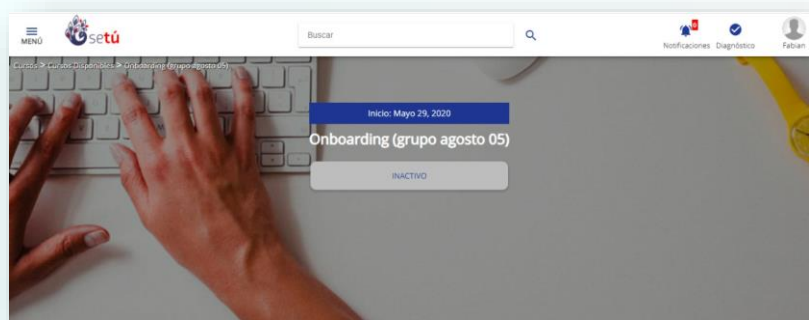 MENÚ
setú
Buscar
Notificaciones
Diagnóstico
Fabian
Cursos > Cursos Disponibles > Onboarding (grupo agosto 05)
Inicio: Mayo 29, 2020
Onboarding (grupo agosto 05)
INACTIVO